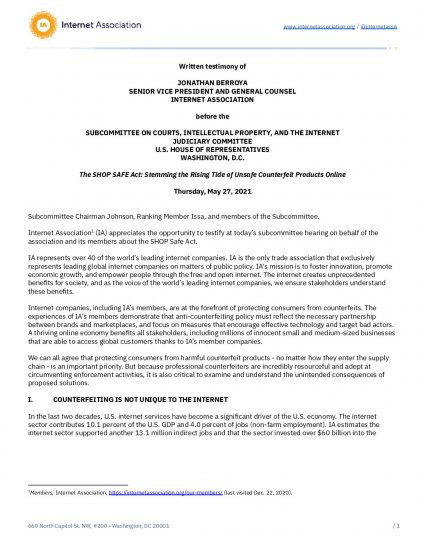 IA Internet Association
www.internetassociation.org / @internetassn
Written testimony of
JONATHAN BERROYA
SENIOR VICE PRESIDENT AND GENERAL COUNSEL
INTERNET ASSOCIATION
before the
SUBCOMMITTEE ON COURTS, INTELLECTUAL PROPERTY, AND THE INTERNET
JUDICIARY COMMITTEE
U.S. HOUSE OF REPRESENTATIVES
WASHINGTON, D.C.
The SHOP SAFE Act: Stemming the Rising Tide of Unsafe Counterfeit Products Online
Thursday, May 27, 2021
Subcommittee Chairman Johnson, Ranking Member Issa, and members of the Subcommittee.
Internet Association¹ (IA) appreciates the opportunity to testify at today's subcommittee hearing on behalf of the
association and its members about the SHOP Safe Act.
IA represents over 40 of the world's leading internet companies. IA is the only trade association that exclusively
represents leading global internet companies on matters of public policy. IA's mission is to foster innovation, promote
economic growth, and empower people through the free and open internet. The internet creates unprecedented
benefits for society, and as the voice of the world's leading internet companies, we ensure stakeholders understand
these benefits.
Internet companies, including IA's members, are at the forefront of protecting consumers from counterfeits. The
experiences of IA's members demonstrate that anti-counterfeiting policy must reflect the necessary partnership
between brands and marketplaces, and focus on measures that encourage effective technology and target bad actors.
A thriving online economy benefits all stakeholders, including millions of innocent small and medium-sized businesses
that are able to access global customers thanks to IA's member companies.
We can all agree that protecting consumers from harmful counterfeit products - no matter how they enter the supply
chain - is an important priority. But because professional counterfeiters are incredibly resourceful and adept at
circumventing enforcement activities, it is also critical to examine and understand the unintended consequences of
proposed solutions.
I. COUNTERFEITING IS NOT UNIQUE TO THE INTERNET
In the last two decades, U.S. internet services have become a significant driver of the U.S. economy. The internet
sector contributes 10.1 percent of the U.S. GDP and 4.0 percent of jobs (non-farm employment). IA estimates the
internet sector supported another 13.1 million indirect jobs and that the sector invested over $60 billion into the
¹Members, Internet Association, https://internetassociation.org/our-members/ (last visited Dec. 22, 2020).
660 North Capitol St. NW, #200 • Washington, DC 20001
/ 1